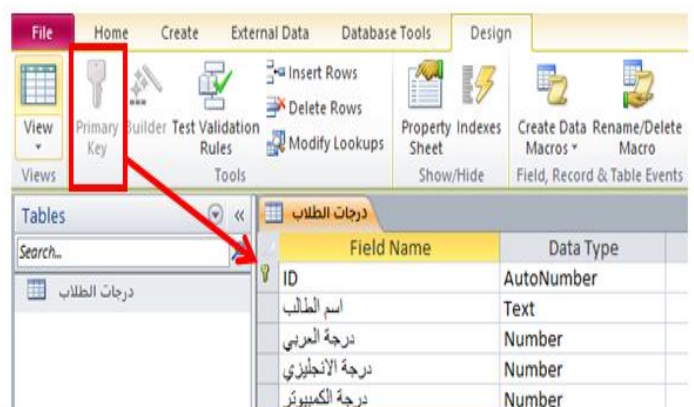 File Home Create External Data Database Tools Design
View
Primary Key
Builder
Test Validation Rules
Insert Rows
Delete Rows
Modify Lookups
Property Sheet
Indexes
Create Data Macros
Rename/Delete Macro
Views Tools Show/Hide Field, Record & Table Events
Tables «
درجات الطلاب
Search...
Field Name Data Type
درجات الطلاب
ID AutoNumber
اسم الطالب Text
درجة العربي Number
درجة الانجليزي Number
درجة الكمبيوتر Number